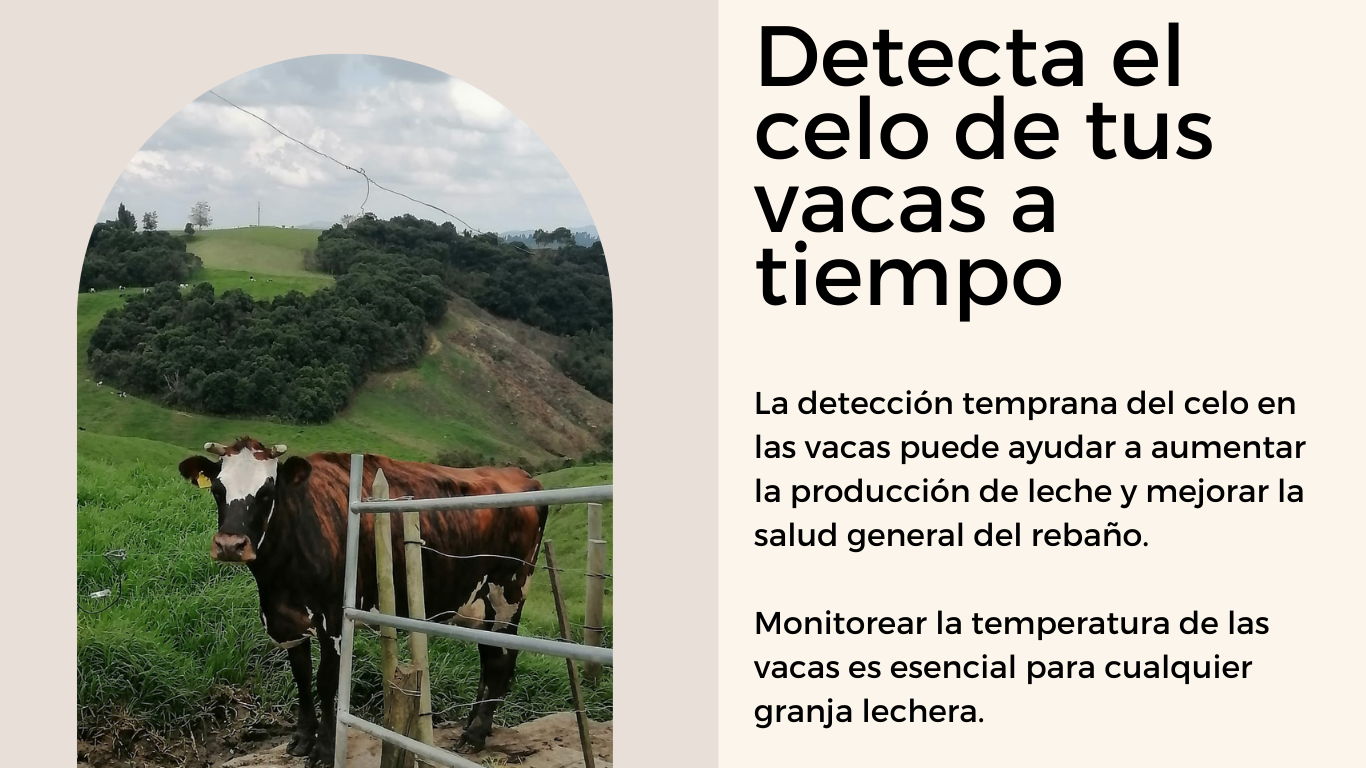 Detecta el
celo de tus
vacas a
tiempo
La detección temprana del celo en
las vacas puede ayudar a aumentar
la producción de leche y mejorar la
salud general del rebaño.
Monitorear la temperatura de las
vacas es esencial para cualquier
granja lechera.